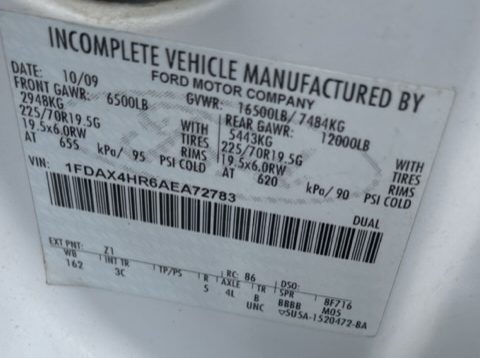 INCOMPLETE VEHICLE MANUFACTURED BY
FORD MOTOR COMPANY
DATE: 10/09 GVWR: 16500LB/ 7484KG
FRONT GAWR: 6500LB REAR GAWR: 12000LB
2948KG WITH 5443KG WITH
225/70R19.5G TIRES 225/70R19.5G TIRES
19.5x6.0RW RIMS 19.5x6.0RW RIMS
AT 655 kPa/ 95 PSI COLD AT 620 kPa/ 90 PSI COLD
VIN: 1FDAX4HR6AEA72783 DUAL
EXT PNT: Z1 RC: 86 DSO:
WB INT TR TP/PS R AXLE TR SPR 8F716
162 3C 5 4L B BBBB M05
UNC SU5A-1520472-BA